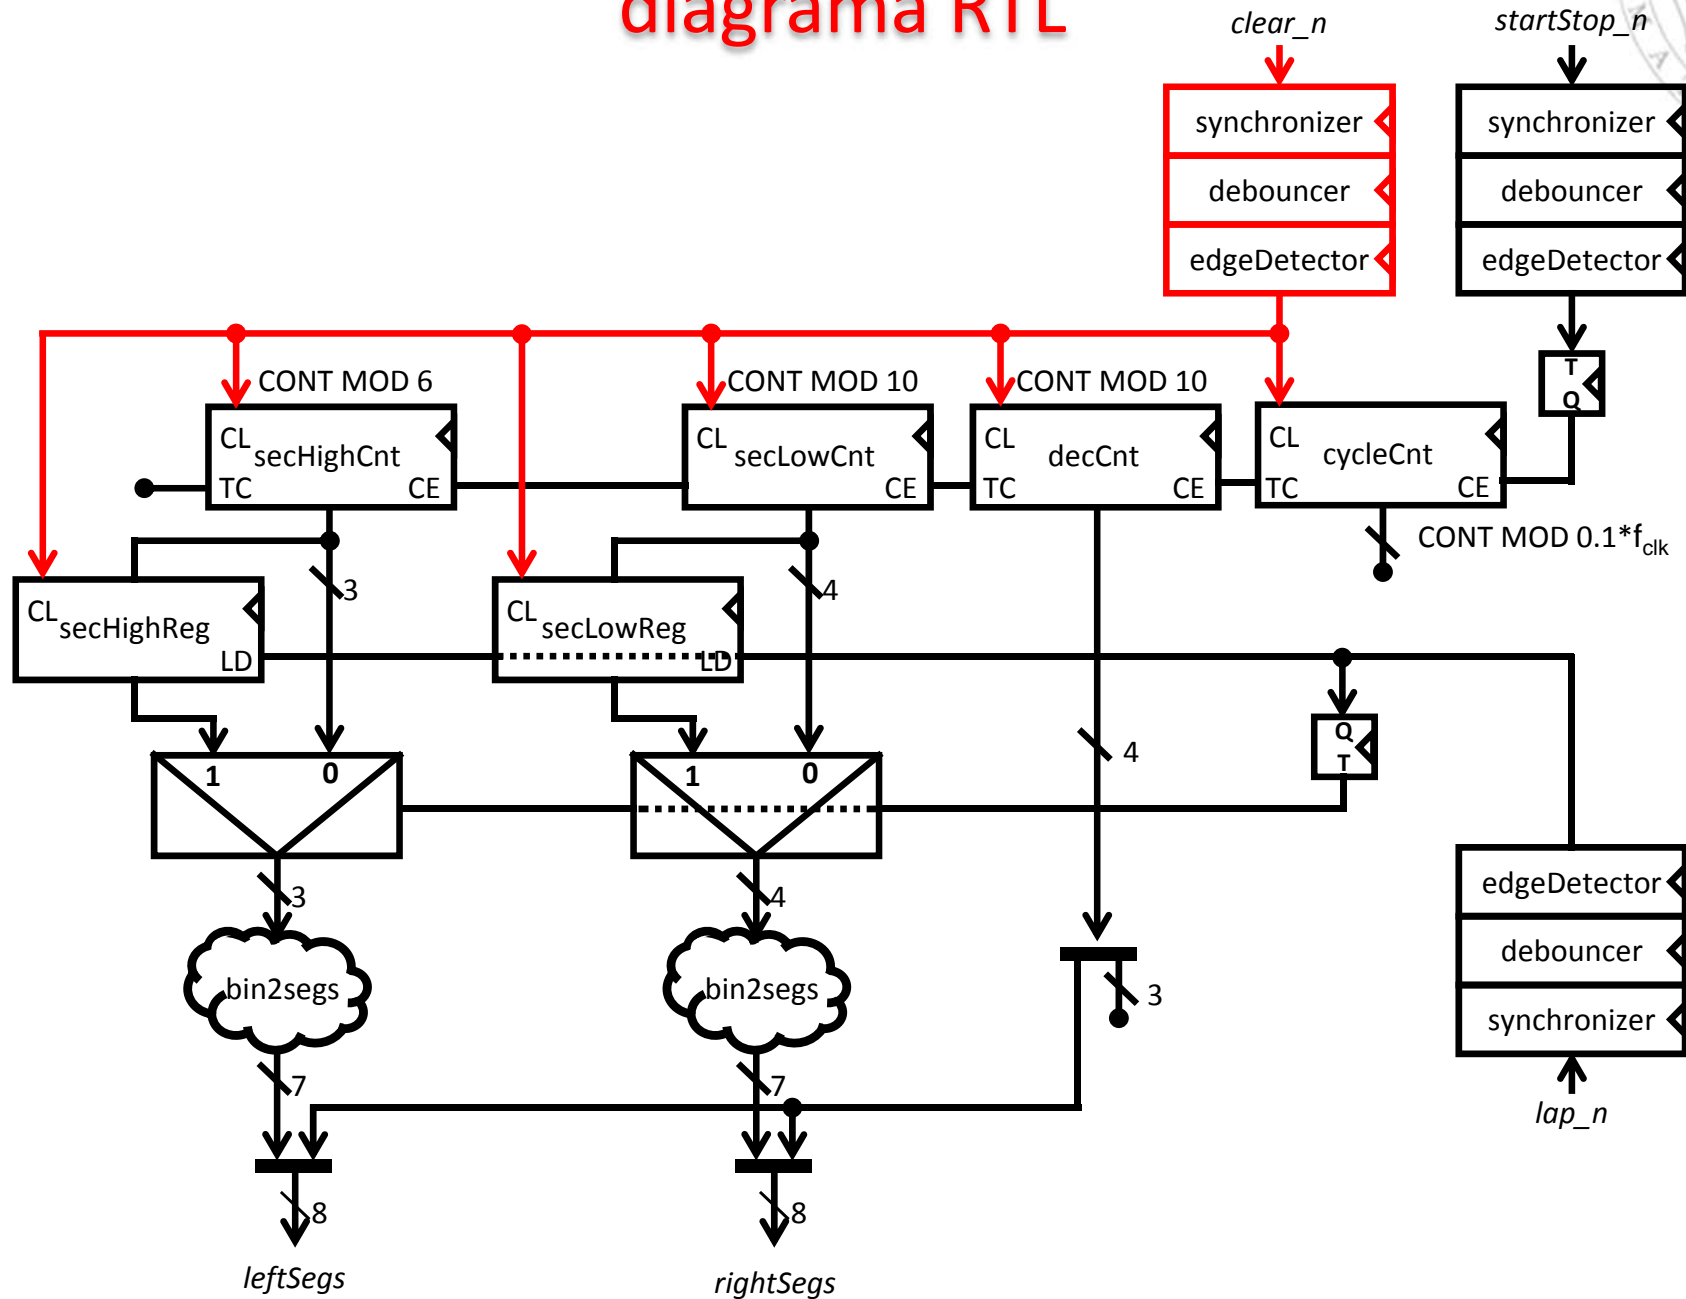 diagrama RTL
clear_n
startStop_n
synchronizer
debouncer
edgeDetector
synchronizer
debouncer
edgeDetector
T
Q
CONT MOD 6
CONT MOD 10
CONT MOD 10
CL
secHighCnt
TC
CE
CL
secLowCnt
CE
CL
decCnt
TC
CE
CL
cycleCnt
TC
CE
CONT MOD 0.1*fclk
3
4
CL
secHighReg
LD
CL
secLowReg
LD
Q
T
1
0
1
0
4
3
4
edgeDetector
debouncer
synchronizer
lap_n
bin2segs
bin2segs
3
7
7
8
8
leftSegs
rightSegs